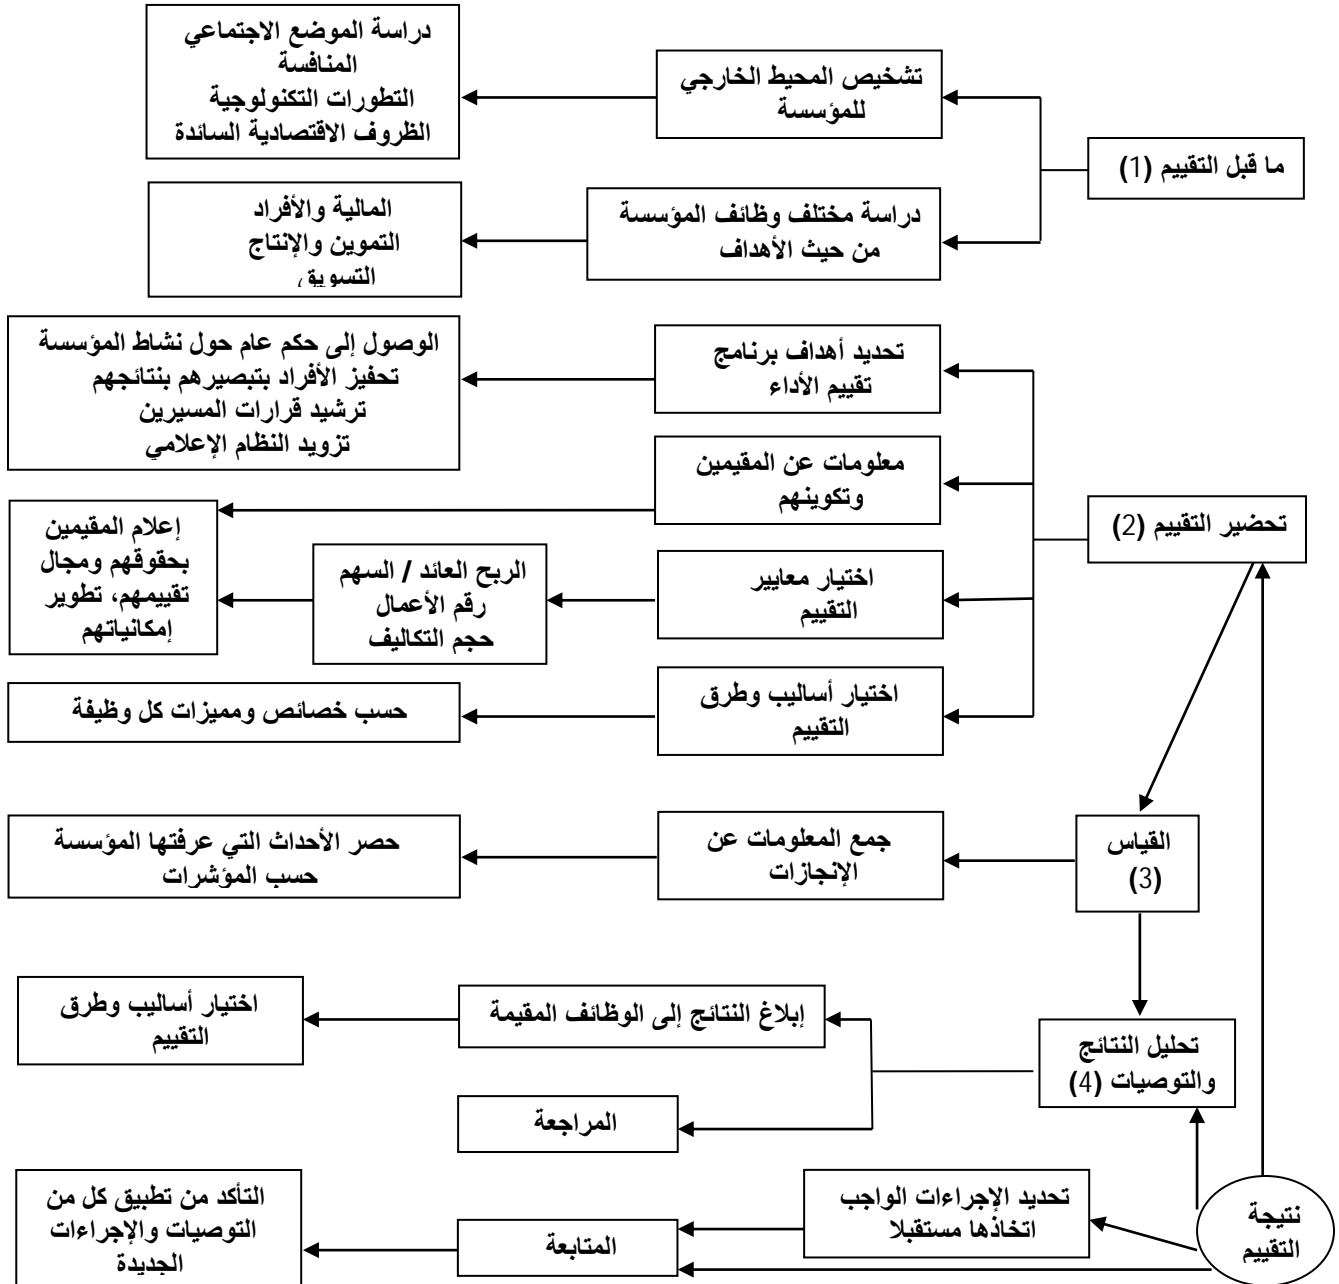 ما قبل التقييم (1)
تشخيص المحيط الخارجي
للمؤسسة
دراسة الموضع الاجتماعي
المنافسة
التطورات التكنولوجية
الظروف الاقتصادية السائدة
دراسة مختلف وظائف المؤسسة
من حيث الأهداف
المالية والأفراد
التموين والإنتاج
التسويق
تحضير التقييم (2)
تحديد أهداف برنامج
تقييم الأداء
الوصول إلى حكم عام حول نشاط المؤسسة
تحفيز الأفراد بتبصيرهم بنتائجهم
ترشيد قرارات المسيرين
تزويد النظام الإعلامي
معلومات عن المقيمين
وتكوينهم
إعلام المقيمين
بحقوقهم ومجال
تقييمهم، تطوير
إمكانياتهم
اختيار معايير
التقييم
الربح العائد / السهم
رقم الأعمال
حجم التكاليف
اختيار أساليب وطرق
التقييم
حسب خصائص ومميزات كل وظيفة
القياس
(3)
جمع المعلومات عن
الإنجازات
حصر الأحداث التي عرفتها المؤسسة
حسب المؤشرات
تحليل النتائج
والتوصيات (4)
إبلاغ النتائج إلى الوظائف المقيمة
اختيار أساليب وطرق
التقييم
المراجعة
نتيجة
التقييم
تحديد الإجراءات الواجب
اتخاذها مستقبلا
المتابعة
التأكد من تطبيق كل من
التوصيات والإجراءات
الجديدة